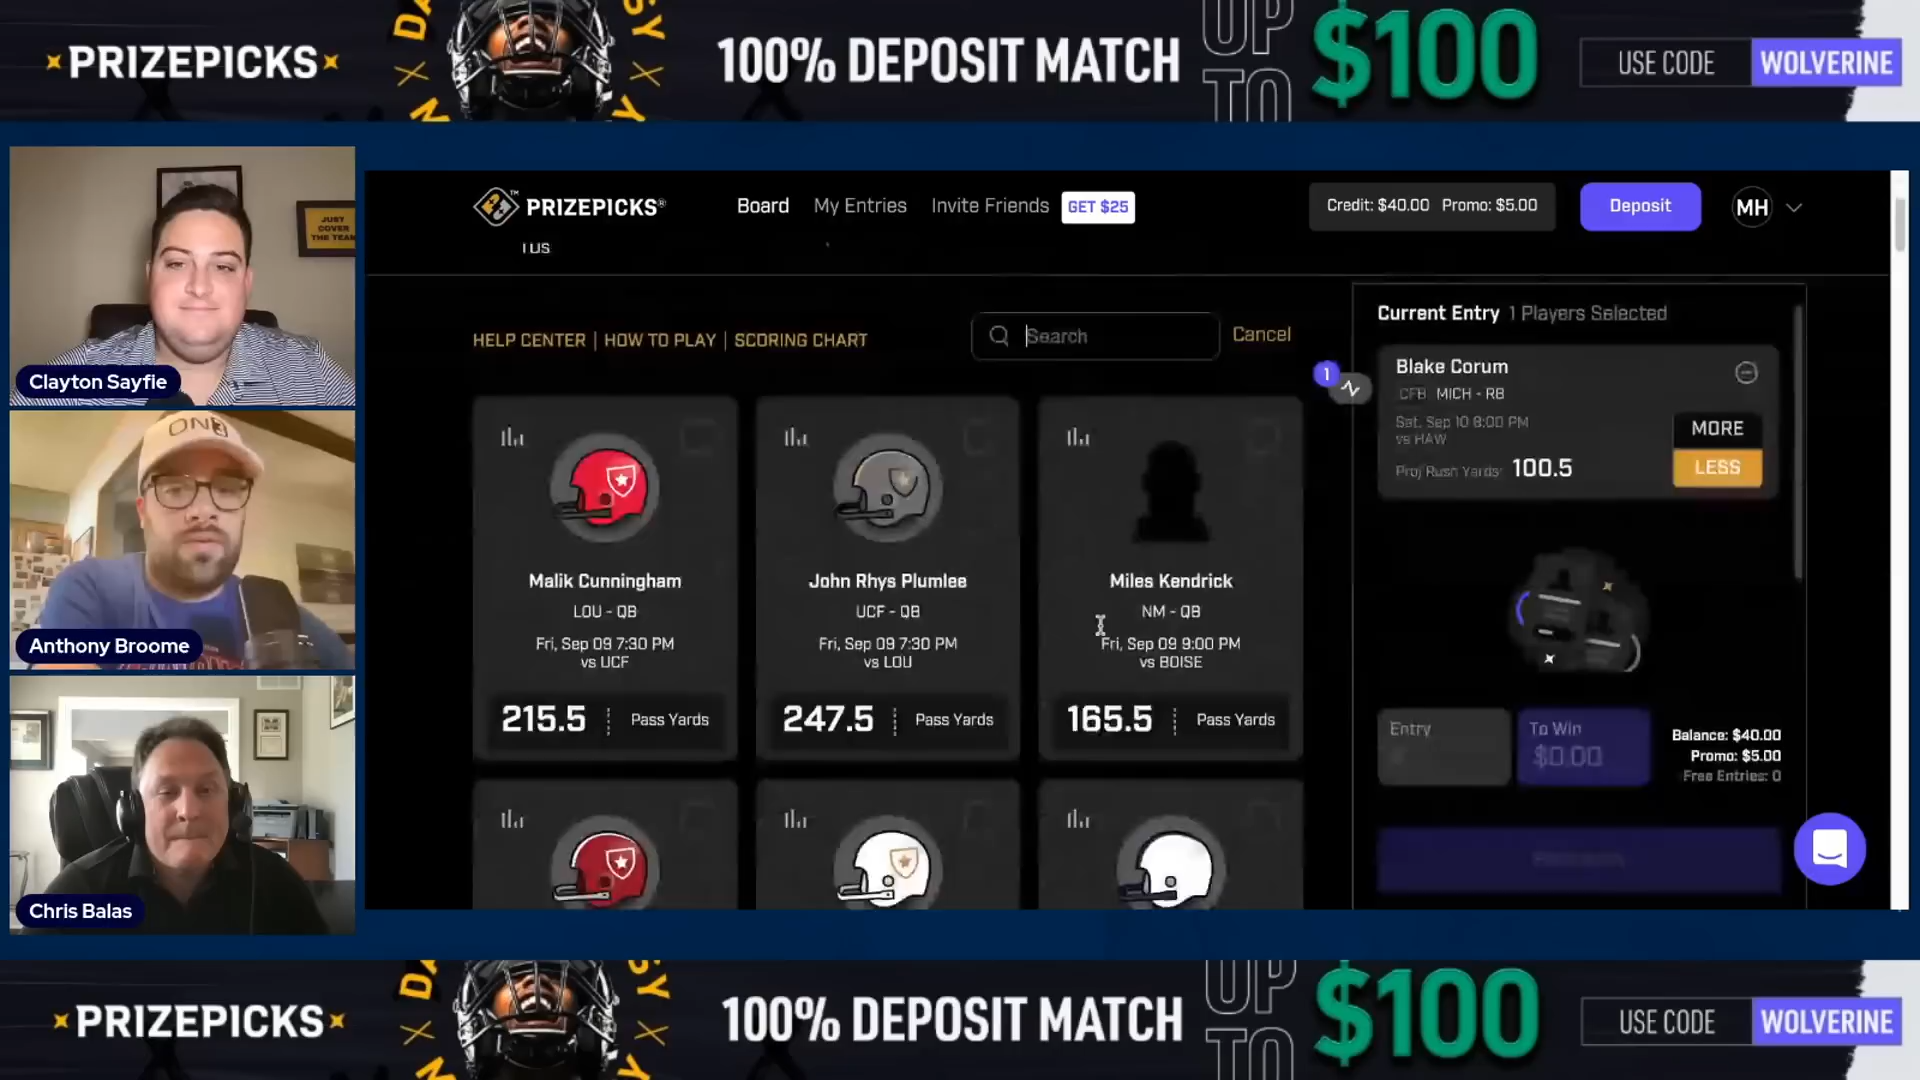 PRIZEPICKS
100% DEPOSIT MATCH
UP TO
$100
USE CODE WOLVERINE
JUST
COVER
THE TEAM
Clayton Sayfie
Anthony Broome
Chris Balas
PRIZEPICKS®
Board My Entries Invite Friends GET $25
Credit: $40.00 Promo: $5.00
Deposit
MH
HELP CENTER | HOW TO PLAY | SCORING CHART
Search
Cancel
Malik Cunningham
LOU - QB
Fri, Sep 09 7:30 PM
vs UCF
215.5 Pass Yards
John Rhys Plumlee
UCF - QB
Fri, Sep 09 7:30 PM
vs LOU
247.5 Pass Yards
Miles Kendrick
NM - QB
Fri, Sep 09 9:00 PM
vs BOISE
165.5 Pass Yards
Current Entry 1 Players Selected
1
Blake Corum
CFB MICH - RB
Sat, Sep 10 8:00 PM
vs HAW
Proj Rush Yards: 100.5
MORE
LESS
Entry
To Win
$0.00
Balance: $40.00
Promo: $5.00
Free Entries: 0
PRIZEPICKS
100% DEPOSIT MATCH
UP TO
$100
USE CODE WOLVERINE